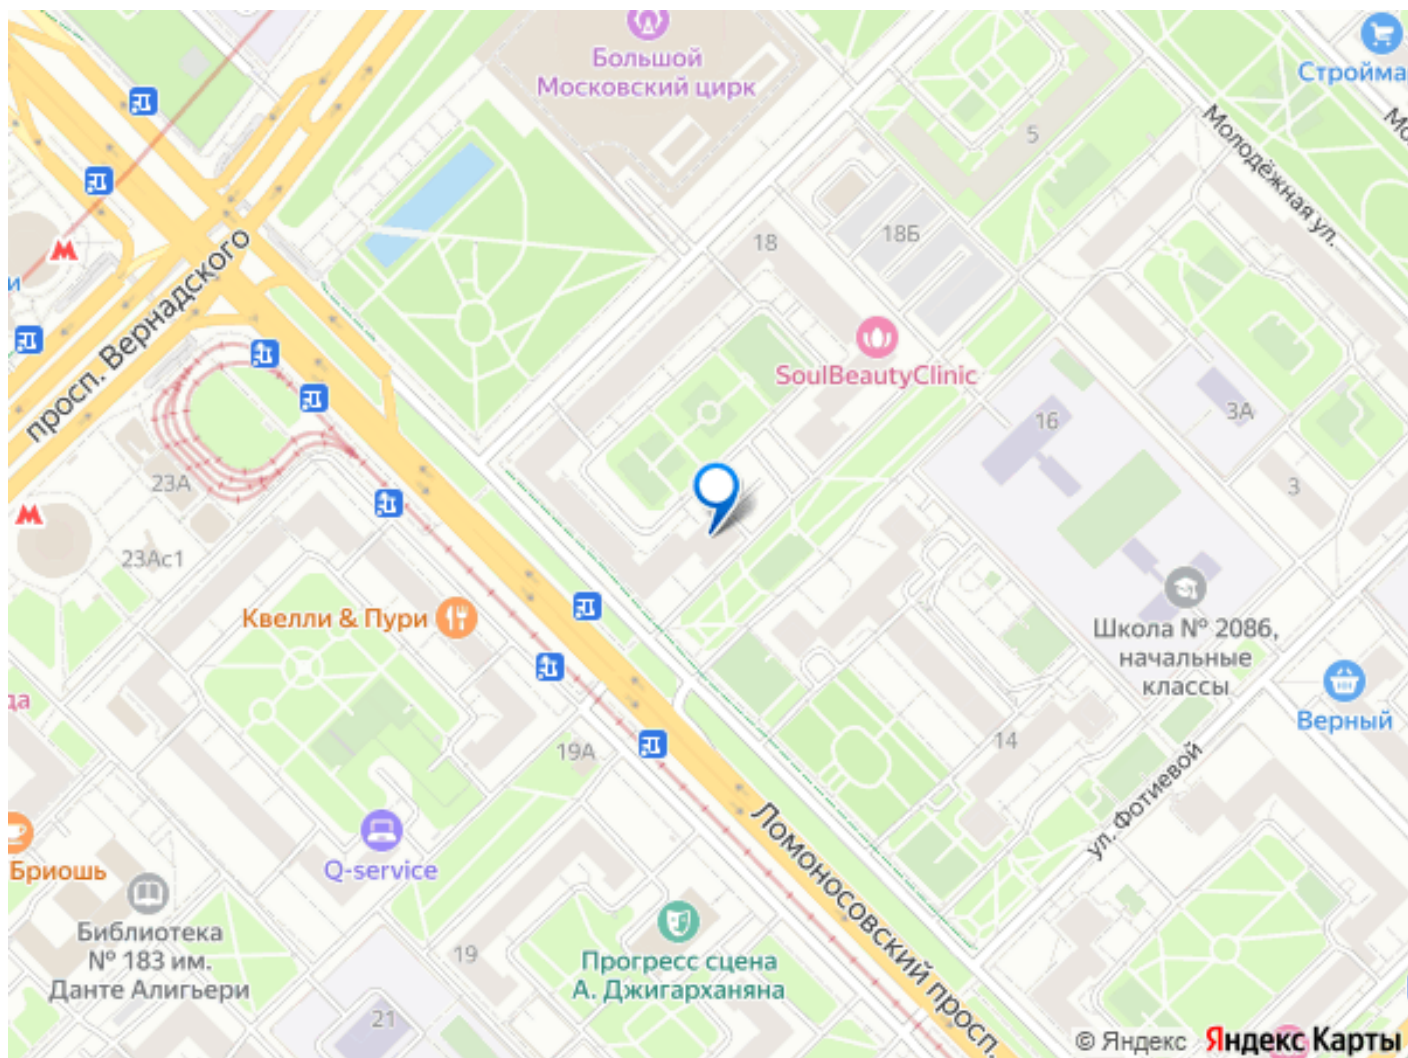 Большой
Московский цирк
Стройма
Мо
Молодёжная ул.
5
18
18Б
и
просп. Вернадского
SoulBeautyClinic
16
3А
3
23А
23Ас1
Квелли & Пури
Школа № 2086,
начальные
классы
Верный
да
19А
14
ул. Фотиевой
Ломоносовский просп.
Q-service
Бриошь
Библиотека
№ 183 им.
Данте Алигьери
19
Прогресс сцена
А. Джигарханяна
21
© Яндекс Яндекс Карты